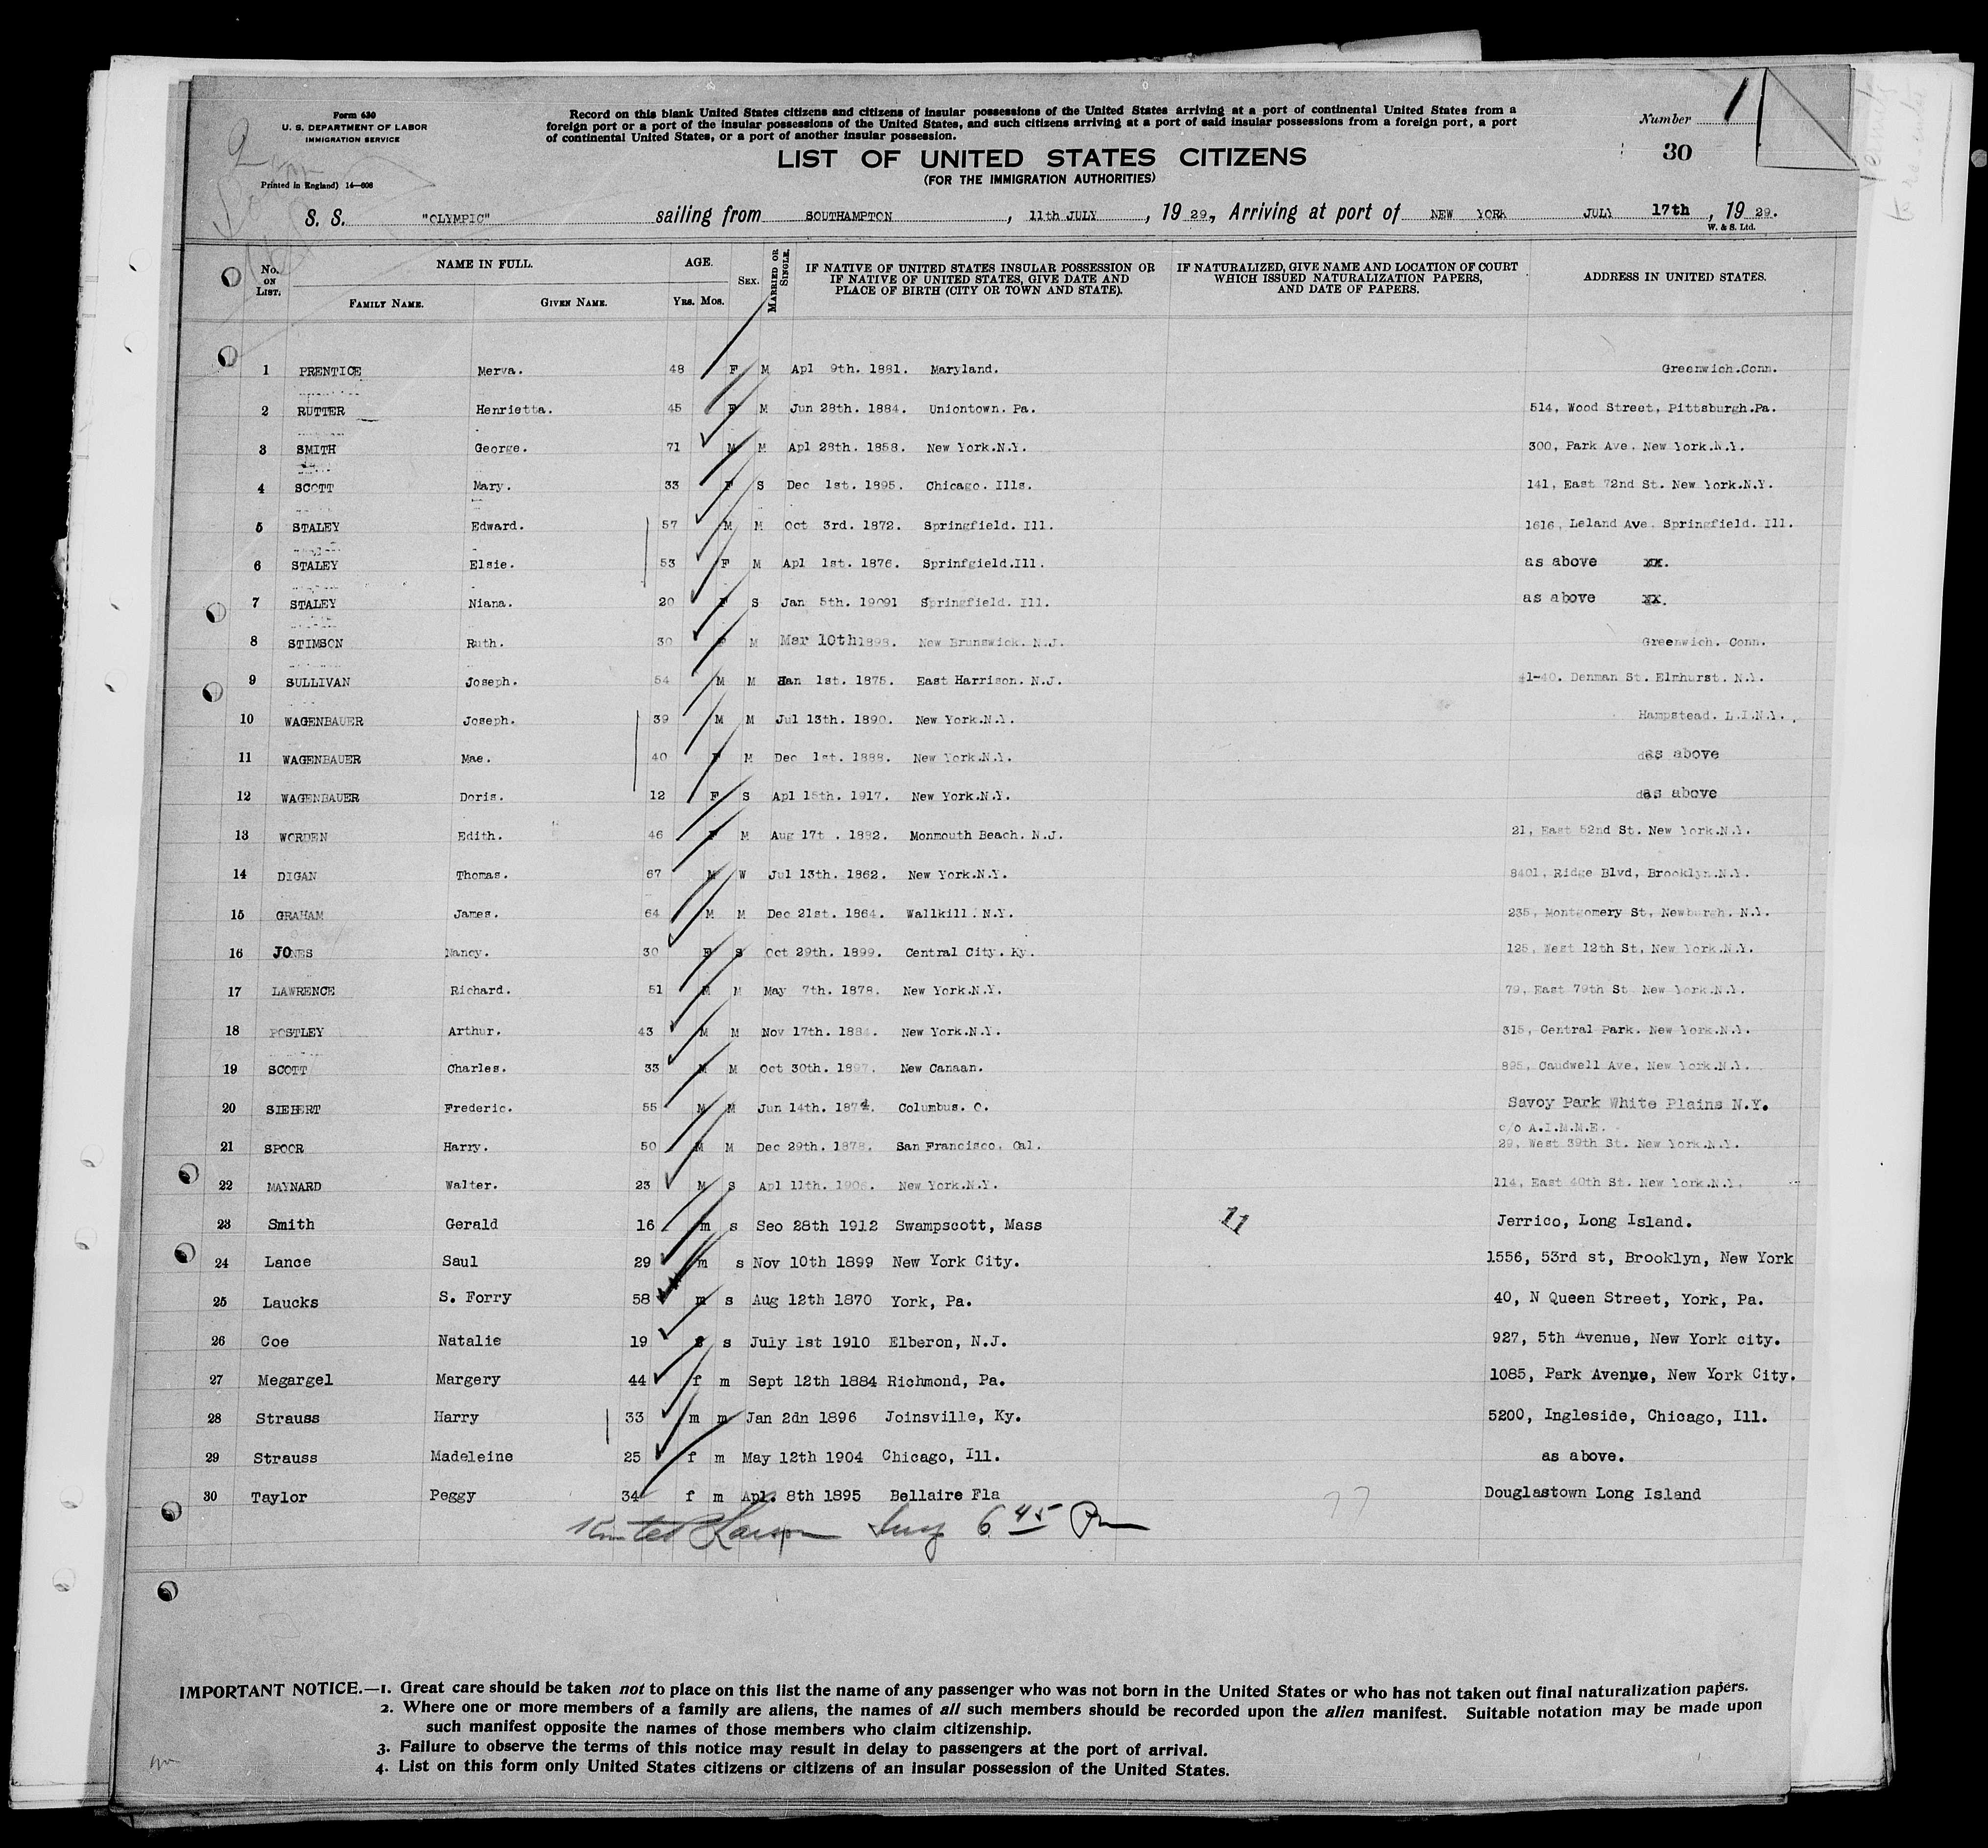 Form 630
U. S. DEPARTMENT OF LABOR
IMMIGRATION SERVICE
Printed in England) 14—608
Record on this blank United States citizens and citizens of insular possessions of the United States arriving at a port of continental United States from a
foreign port or a port of the insular possessions of the United States, and such citizens arriving at a port of said insular possessions from a foreign port, a port
of continental United States, or a port of another insular possession.
Number 1
30
LIST OF UNITED STATES CITIZENS
(FOR THE IMMIGRATION AUTHORITIES)
S. S. "OLYMPIC" sailing from SOUTHAMPTON, 11th JULY, 19 29., Arriving at port of NEW YORK JULY 17th, 19 29.
W. & S. Ltd.
No. ON LIST. NAME IN FULL. AGE. SEX. MARRIED OR SINGLE. IF NATIVE OF UNITED STATES INSULAR POSSESSION OR IF NATIVE OF UNITED STATES, GIVE DATE AND PLACE OF BIRTH (CITY OR TOWN AND STATE). IF NATURALIZED, GIVE NAME AND LOCATION OF COURT WHICH ISSUED NATURALIZATION PAPERS, AND DATE OF PAPERS. ADDRESS IN UNITED STATES.
FAMILY NAME. GIVEN NAME. Yrs. Mos.
1 PRENTICE Merva. 48 F M Apl 9th. 1881. Maryland. Greenwich.Conn.
2 RUTTER Henrietta. 45 F M Jun 28th. 1884. Uniontown. Pa. 514, Wood Street, Pittsburgh.Pa.
3 SMITH George. 71 M M Apl 28th. 1858. New York.N.Y. 300, Park Ave. New York.N.Y.
4 SCOTT Mary. 33 F S Dec 1st. 1895. Chicago. Ills. 141, East 72nd St. New York.N.Y.
5 STALEY Edward. 57 M M Oct 3rd. 1872. Springfield. Ill. 1616, Leland Ave. Springfield. Ill.
6 STALEY Elsie. 53 F M Apl 1st. 1876. Sprinfgield.Ill. as above xx.
7 STALEY Niana. 20 F S Jan 5th. 19091 Springfield. Ill. as above xx.
8 STIMSON Ruth. 30 F M Mar 10th1898. New Brunswick. N.J. Greenwich. Conn.
9 SULLIVAN Joseph. 54 M M Jan 1st. 1875. East Harrison. N.J. 41-40. Denman St. Elmhurst. N.Y.
10 WAGENBAUER Joseph. 39 M M Jul 13th. 1890. New York.N.Y. Hampstead. L.I.N.Y.
11 WAGENBAUER Mae. 40 F M Dec 1st. 1888. New York.N.Y. as above
12 WAGENBAUER Doris. 12 F S Apl 15th. 1917. New York.N.Y. as above
13 WORDEN Edith. 46 F M Aug 17t . 1882. Monmouth Beach. N.J. 21, East 52nd St. New York.N.Y.
14 DIGAN Thomas. 67 M W Jul 13th. 1862. New York.N.Y. 8401, Ridge Blvd, Brooklyn.N.Y.
15 GRAHAM James. 64 M M Dec 21st. 1864. Wallkill. N.Y. 235, Montgomery St, Newburgh. N.Y.
16 JONES Nancy. 30 F S Oct 29th. 1899. Central City. Ky. 125, West 12th St, New York.N.Y.
17 LAWRENCE Richard. 51 M M May 7th. 1878. New York.N.Y. 79, East 79th St New York.N.Y.
18 POSTLEY Arthur. 43 M M Nov 17th. 1884. New York.N.Y. 315, Central Park. New York.N.Y.
19 SCOTT Charles. 33 M M Oct 30th. 1897. New Canaan. 895, Caudwell Ave, New York.N.Y.
20 SIEBERT Frederic. 55 M M Jun 14th. 1874. Columbus. O. Savoy Park White Plains N.Y.
c/o A.I.M.M.E.
21 SPOOR Harry. 50 M M Dec 29th. 1878. San Francisco, Cal. 29, West 39th St. New York.N.Y.
22 MAYNARD Walter. 23 M S Apl 11th. 1906. New York.N.Y. 114, East 40th St. New York.N.Y.
23 Smith Gerald 16 m s Seo 28th 1912 Swampscott, Mass 11 Jerrico, Long Island.
24 Lance Saul 29 m s Nov 10th 1899 New York City. 1556, 53rd st, Brooklyn, New York
25 Laucks S. Forry 58 m s Aug 12th 1870 York, Pa. 40, N Queen Street, York, Pa.
26 Coe Natalie 19 f s July 1st 1910 Elberon, N.J. 927, 5th Avenue, New York city.
27 Megargel Margery 44 f m Sept 12th 1884 Richmond, Pa. 1085, Park Avenue, New York City.
28 Strauss Harry 33 m m Jan 2dn 1896 Joinsville, Ky. 5200, Ingleside, Chicago, Ill.
29 Strauss Madeleine 25 f m May 12th 1904 Chicago, Ill. as above.
30 Taylor Peggy 34 f m Apl. 8th 1895 Bellaire Fla Douglastown Long Island
6 45 Pm
IMPORTANT NOTICE.—1. Great care should be taken not to place on this list the name of any passenger who was not born in the United States or who has not taken out final naturalization papers.
2. Where one or more members of a family are aliens, the names of all such members should be recorded upon the alien manifest. Suitable notation may be made upon
such manifest opposite the names of those members who claim citizenship.
3. Failure to observe the terms of this notice may result in delay to passengers at the port of arrival.
4. List on this form only United States citizens or citizens of an insular possession of the United States.